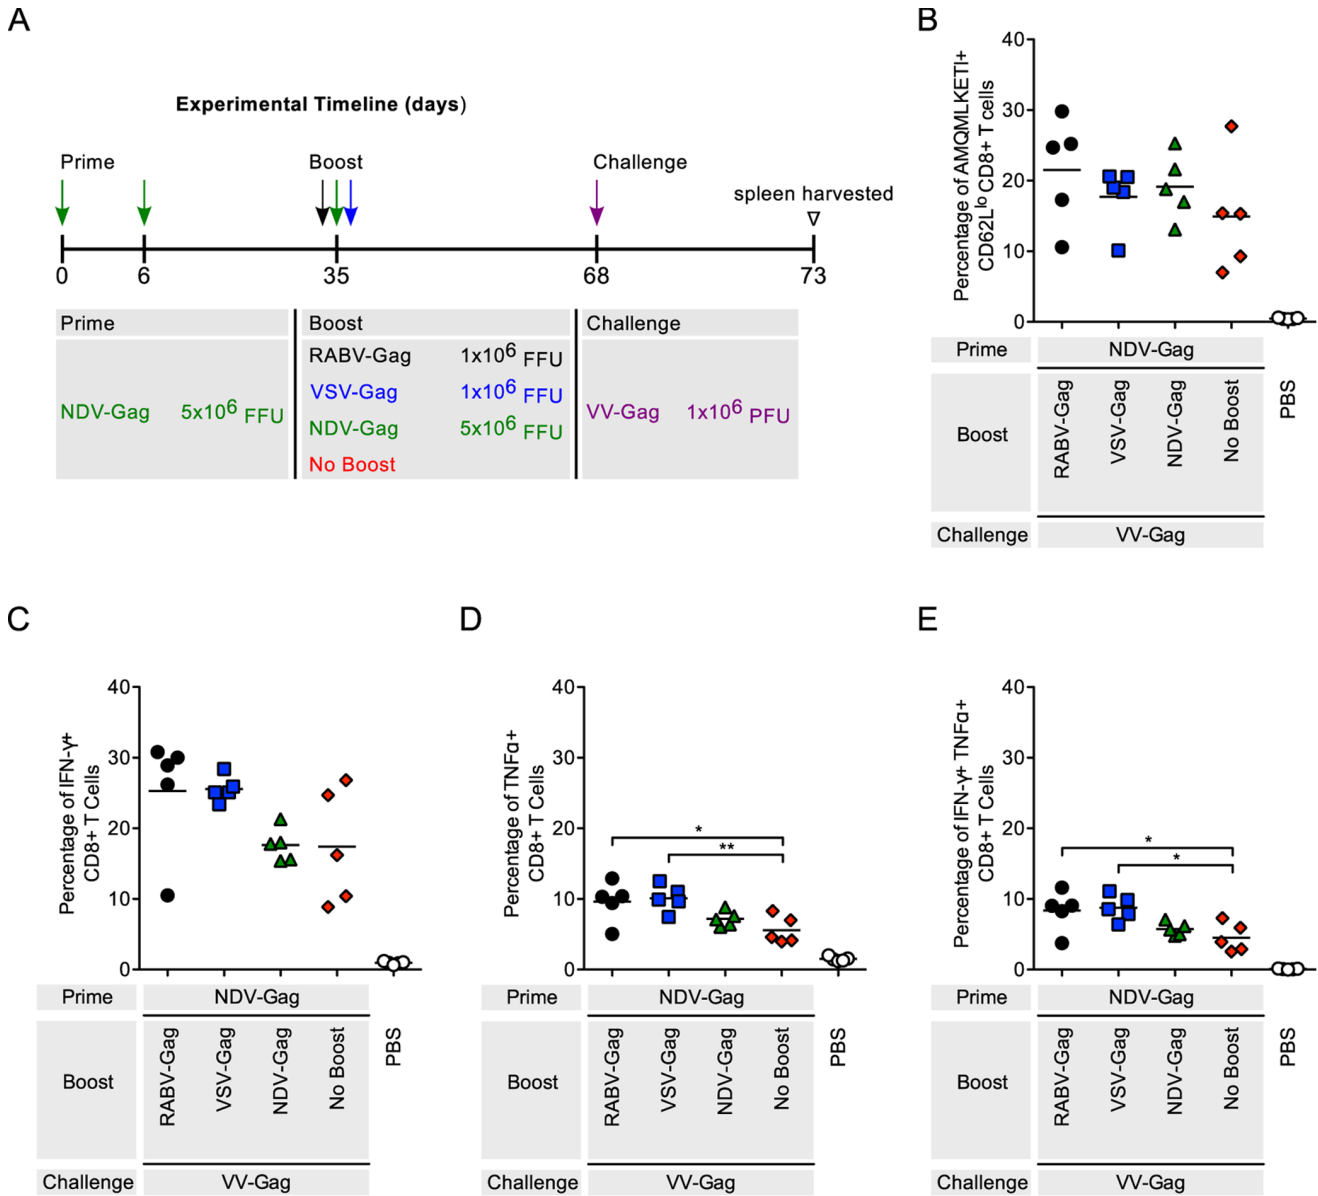 A
Experimental Timeline (days)
Prime
Boost
Challenge
spleen harvested
0 6 35 68 73
Prime Boost Challenge
RABV-Gag 1x10⁶ FFU
VSV-Gag 1x10⁶ FFU
NDV-Gag 5x10⁶ FFU
VV-Gag 1x10⁶ PFU
NDV-Gag 5x10⁶ FFU
No Boost
B
Percentage of AMQMLKETI+
CD62Lˡᵒ CD8+ T cells
40
30
20
10
0
Prime NDV-Gag
Boost RABV-Gag VSV-Gag NDV-Gag No Boost PBS
Challenge VV-Gag
C
Percentage of IFN-γ+
CD8+ T Cells
40
30
20
10
0
Prime NDV-Gag
Boost RABV-Gag VSV-Gag NDV-Gag No Boost PBS
Challenge VV-Gag
D
Percentage of TNFα+
CD8+ T Cells
40
30
20
10
0
*
**
Prime NDV-Gag
Boost RABV-Gag VSV-Gag NDV-Gag No Boost PBS
Challenge VV-Gag
E
Percentage of IFN-γ+ TNFα+
CD8+ T Cells
40
30
20
10
0
*
*
Prime NDV-Gag
Boost RABV-Gag VSV-Gag NDV-Gag No Boost PBS
Challenge VV-Gag